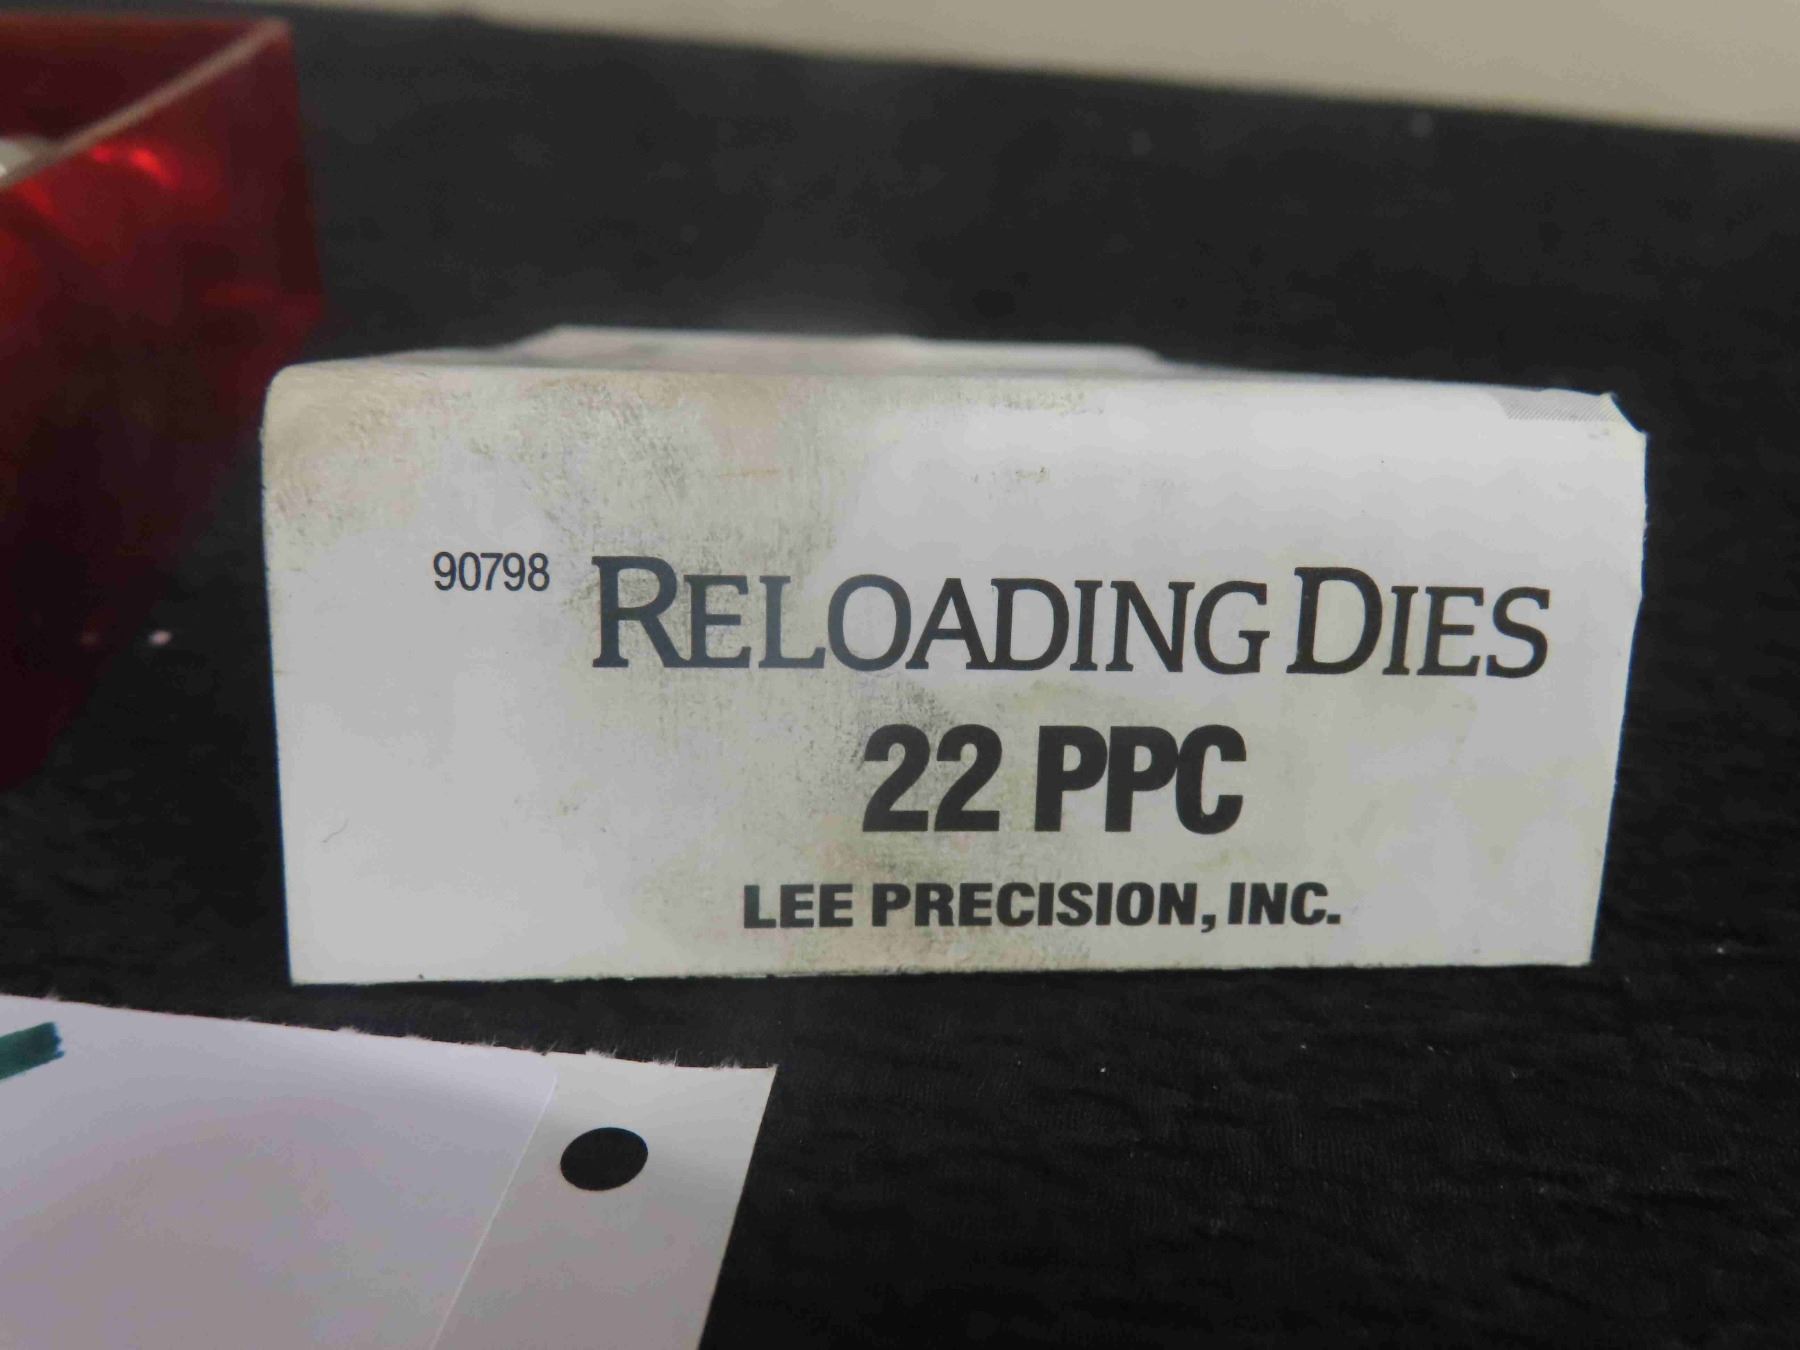 90798 RELOADING DIES
22 PPC
LEE PRECISION, INC.